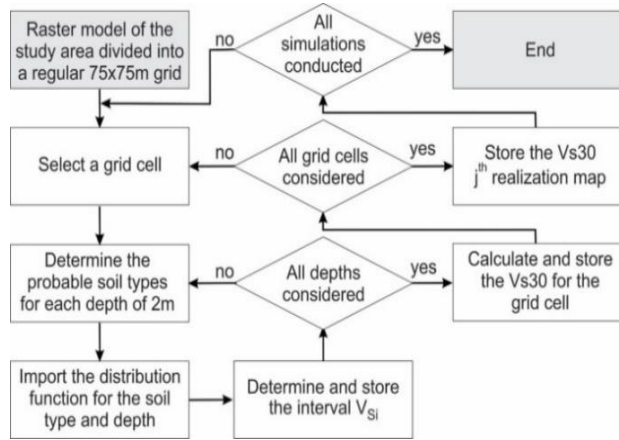 Raster model of the
study area divided into
a regular 75x75m grid
no
All
simulations
conducted
yes
End
Select a grid cell
no
All grid cells
considered
yes
Store the Vs30
jth realization map
Determine the
probable soil types
for each depth of 2m
no
All depths
considered
yes
Calculate and store
the Vs30 for the
grid cell
Import the distribution
function for the soil
type and depth
Determine and store
the interval VSi